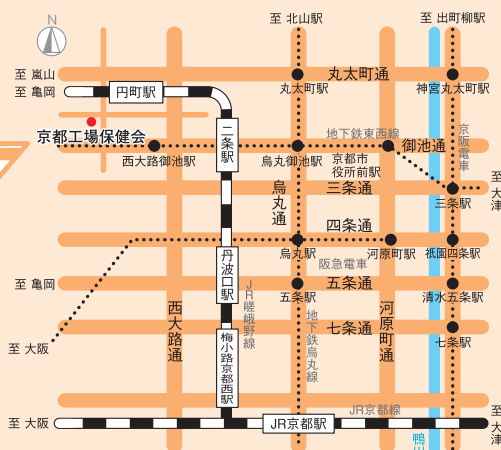 N
至 北山駅
至 出町柳駅
至 嵐山
至 亀岡
円町駅
丸太町通
丸太町駅
神宮丸太町駅
京都工場保健会
二条駅
地下鉄東西線
御池通
京阪電車
西大路御池駅
烏丸御池駅
京都市
役所前駅
烏丸通
三条通
三条駅
至 大津
四条通
烏丸駅
河原町駅
祇園四条駅
阪急電車
丹波口駅
至 亀岡
五条駅
五条通
清水五条駅
JR嵯峨野線
西大路通
地下鉄烏丸線
河原町通
七条通
七条駅
至 大阪
梅小路京都西駅
JR京都線
至 大阪
JR京都駅
至 大津
鴨川